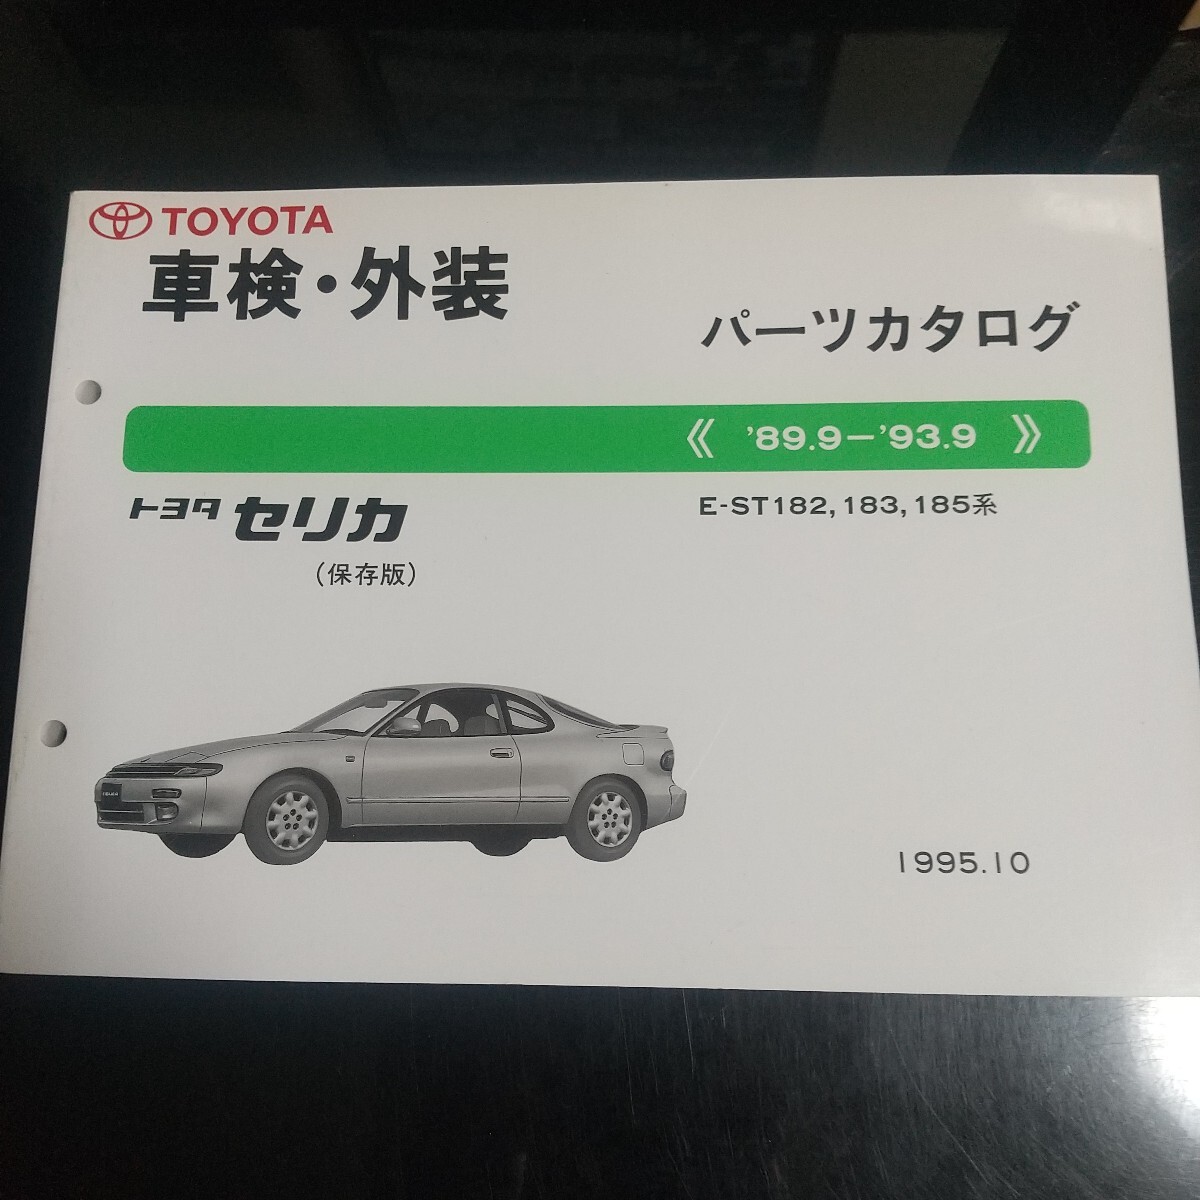 TOYOTA
車検・外装
パーツカタログ
《 '89.9－'93.9 》
トヨタ セリカ
E-ST182, 183, 185系
(保存版)
1995.10